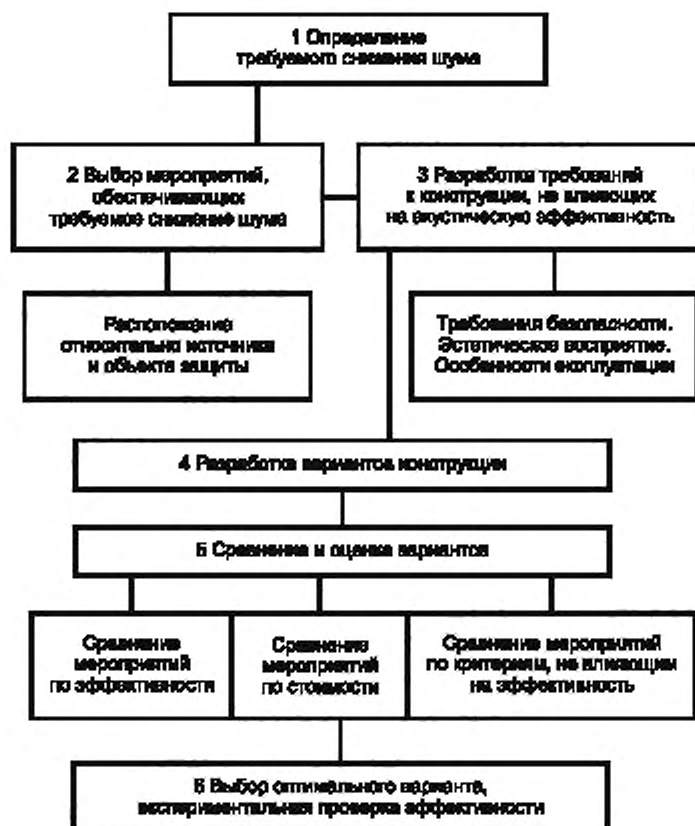 1 Определение
требуемого снижения шума
2 Выбор мероприятий,
обеспечивающих
требуемое снижение шума
3 Разработка требований
к конструкции, не влияющих
на акустическую эффективность
Расположение
относительно источника
и объекта защиты
Требования безопасности.
Эстетическое восприятие.
Особенности эксплуатации
4 Разработка вариантов конструкции
5 Сравнение и оценка вариантов
Сравнение
мероприятий
по эффективности
Сравнение
мероприятий
по стоимости
Сравнение мероприятий
по критериям, не влияющим
на эффективность
6 Выбор оптимального варианта,
экспериментальная проверка эффективности